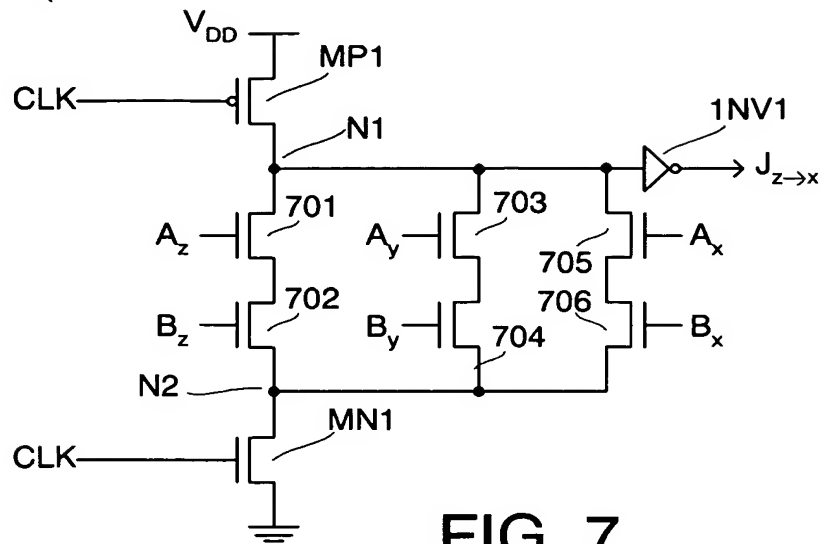 V_DD
MP1
CLK
N1
1NV1
J_z→x
701
703
A_z
A_y
705
A_x
702
706
B_z
B_y
704
B_x
N2
MN1
CLK
FIG. 7